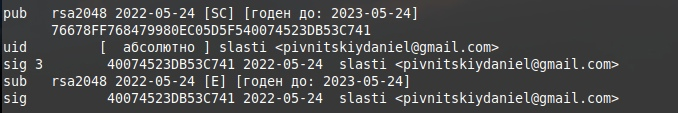 pub   rsa2048 2022-05-24 [SC] [годен до: 2023-05-24]
      76678FF768479980EC05D5F540074523DB53C741
uid         [  абсолютно ] slasti <pivnitskiydaniel@gmail.com>
sig 3        40074523DB53C741 2022-05-24  slasti <pivnitskiydaniel@gmail.com>
sub   rsa2048 2022-05-24 [E] [годен до: 2023-05-24]
sig          40074523DB53C741 2022-05-24  slasti <pivnitskiydaniel@gmail.com>